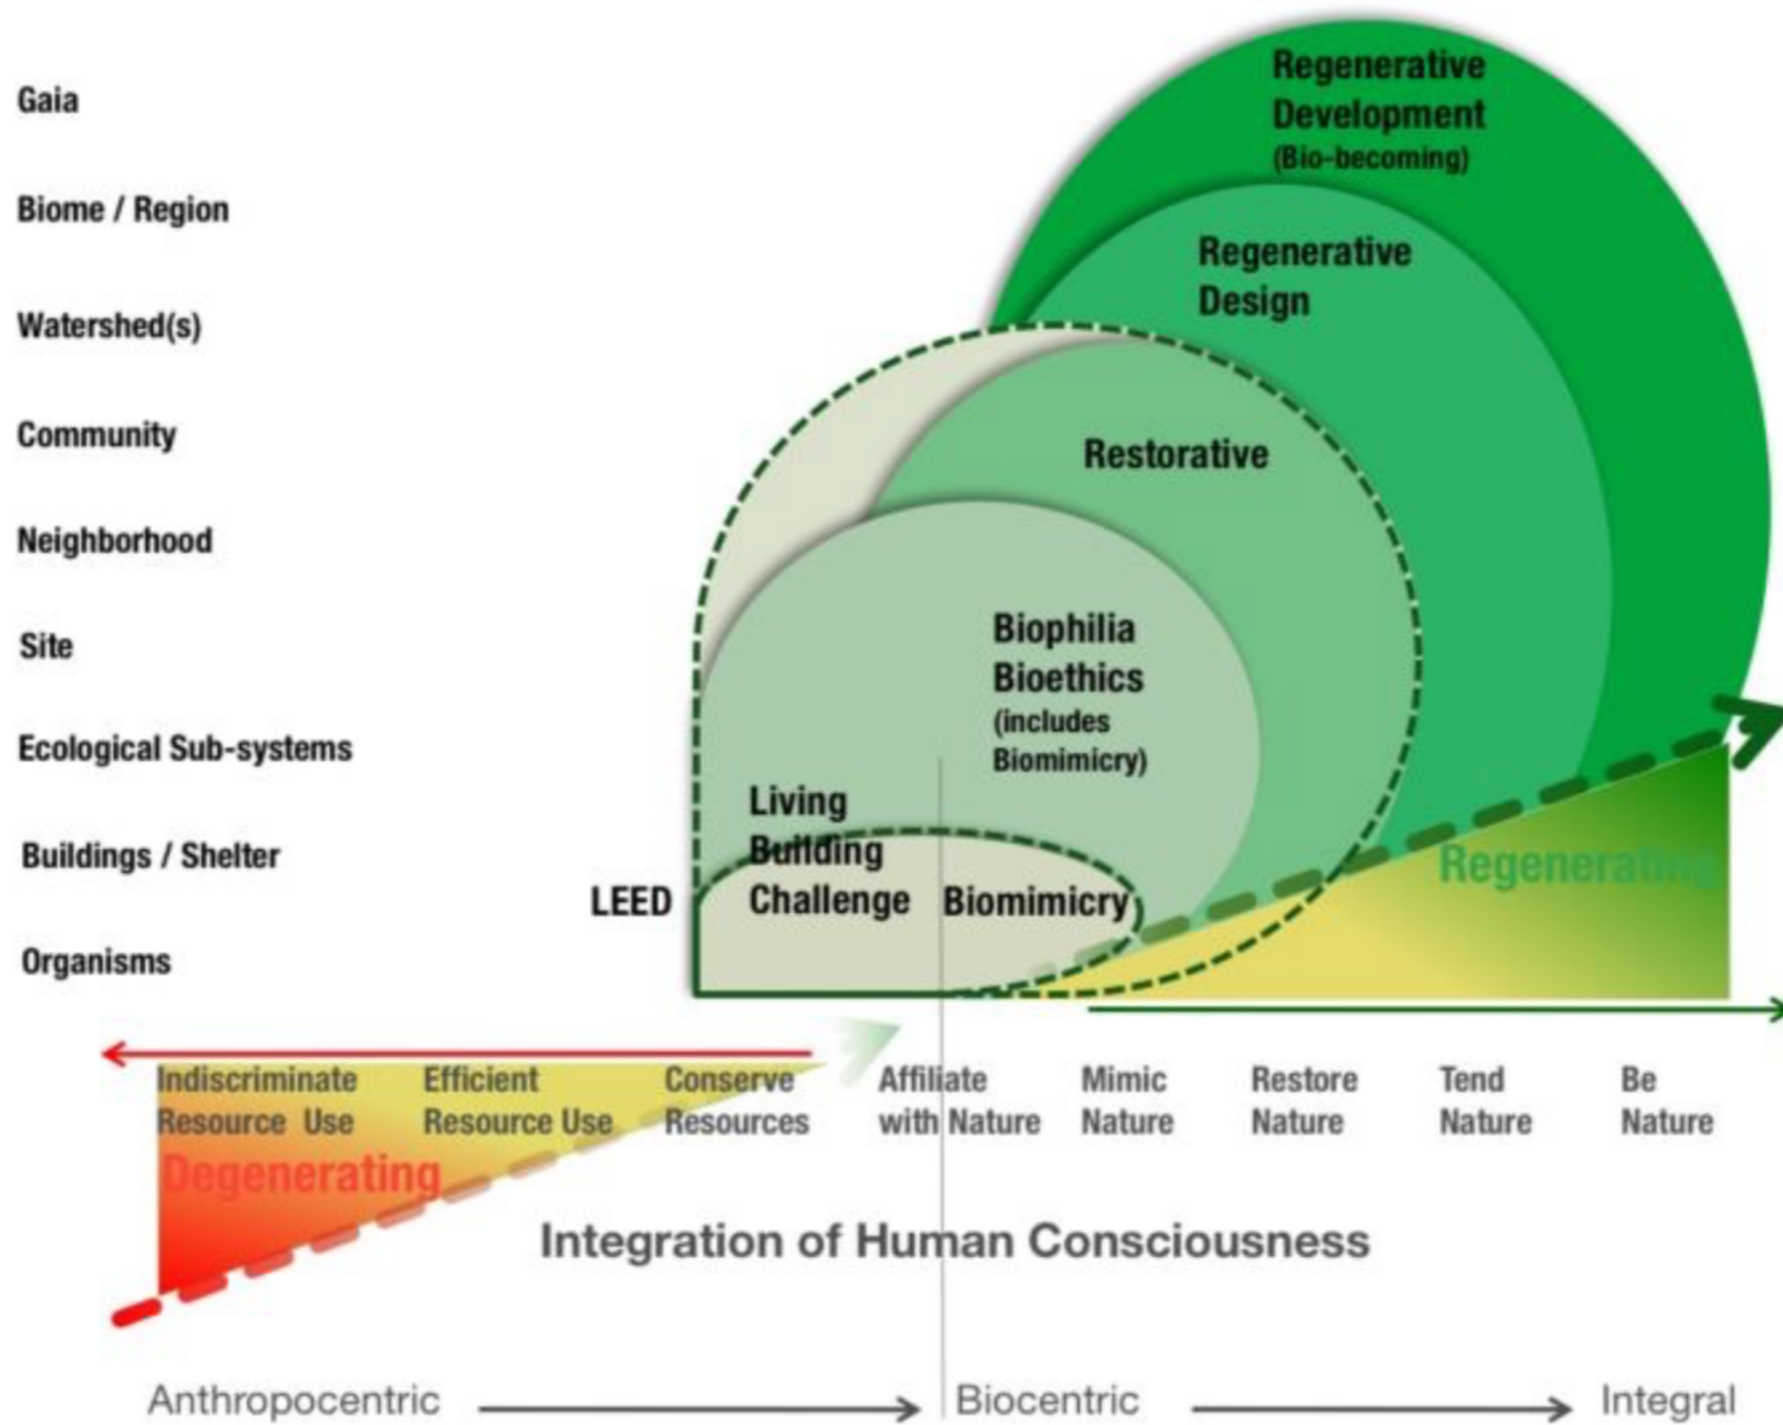 Gaia
Biome / Region
Watershed(s)
Community
Neighborhood
Site
Ecological Sub-systems
Buildings / Shelter
Organisms
Regenerative
Development
(Bio-becoming)
Regenerative
Design
Restorative
Biophilia
Bioethics
(includes
Biomimicry)
Living
Building
Challenge
Biomimicry
LEED
Regenerating
Indiscriminate
Resource Use
Efficient
Resource Use
Conserve
Resources
Affiliate
with Nature
Mimic
Nature
Restore
Nature
Tend
Nature
Be
Nature
Degenerating
Integration of Human Consciousness
Anthropocentric
Biocentric
Integral